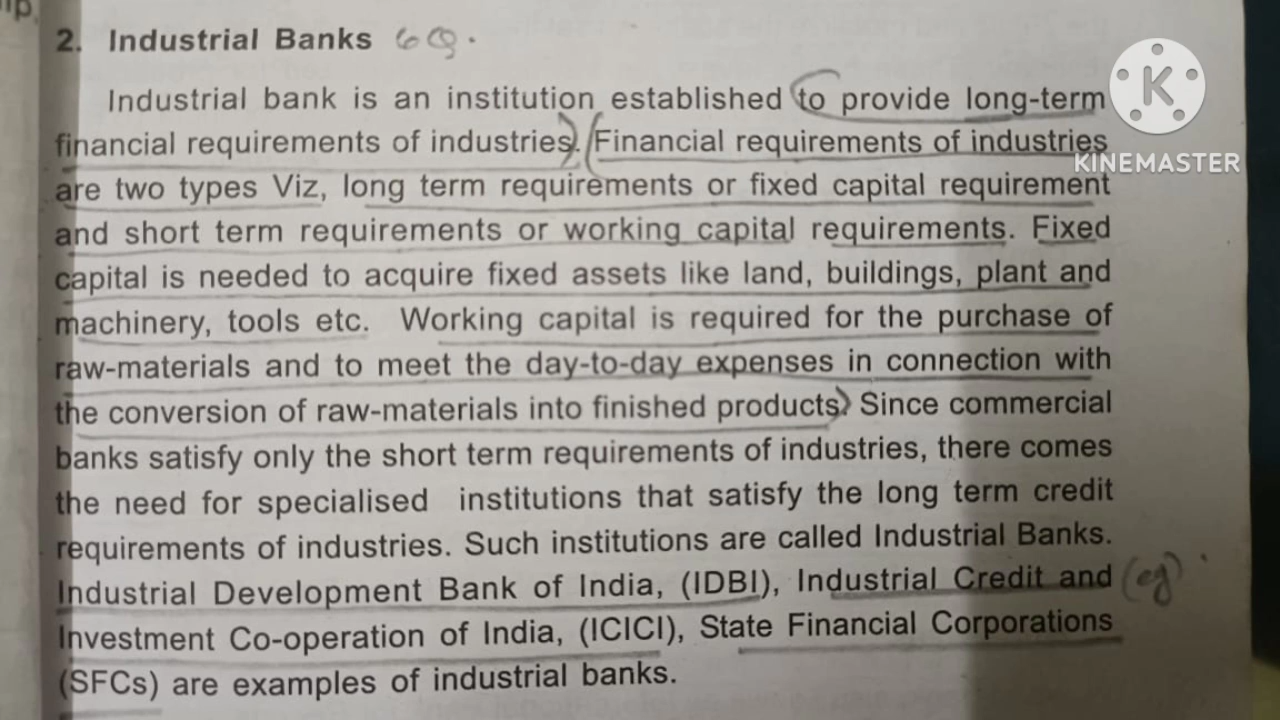 2. Industrial Banks
Industrial bank is an institution established to provide long-term
financial requirements of industries. Financial requirements of industries
are two types Viz, long term requirements or fixed capital requirement
and short term requirements or working capital requirements. Fixed
capital is needed to acquire fixed assets like land, buildings, plant and
machinery, tools etc. Working capital is required for the purchase of
raw-materials and to meet the day-to-day expenses in connection with
the conversion of raw-materials into finished products. Since commercial
banks satisfy only the short term requirements of industries, there comes
the need for specialised institutions that satisfy the long term credit
requirements of industries. Such institutions are called Industrial Banks.
Industrial Development Bank of India, (IDBI), Industrial Credit and (eg)
Investment Co-operation of India, (ICICI), State Financial Corporations
(SFCs) are examples of industrial banks.
K
KINEMASTER